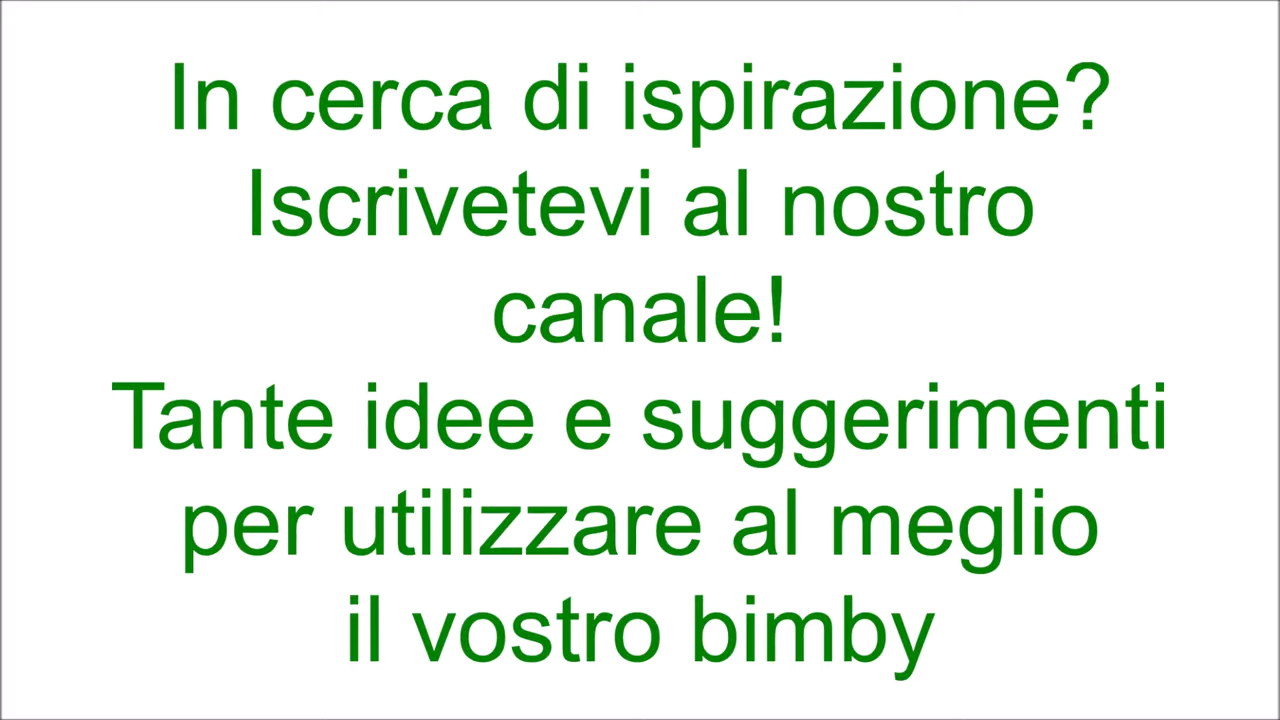 In cerca di ispirazione?
Iscrivetevi al nostro
canale!
Tante idee e suggerimenti
per utilizzare al meglio
il vostro bimby